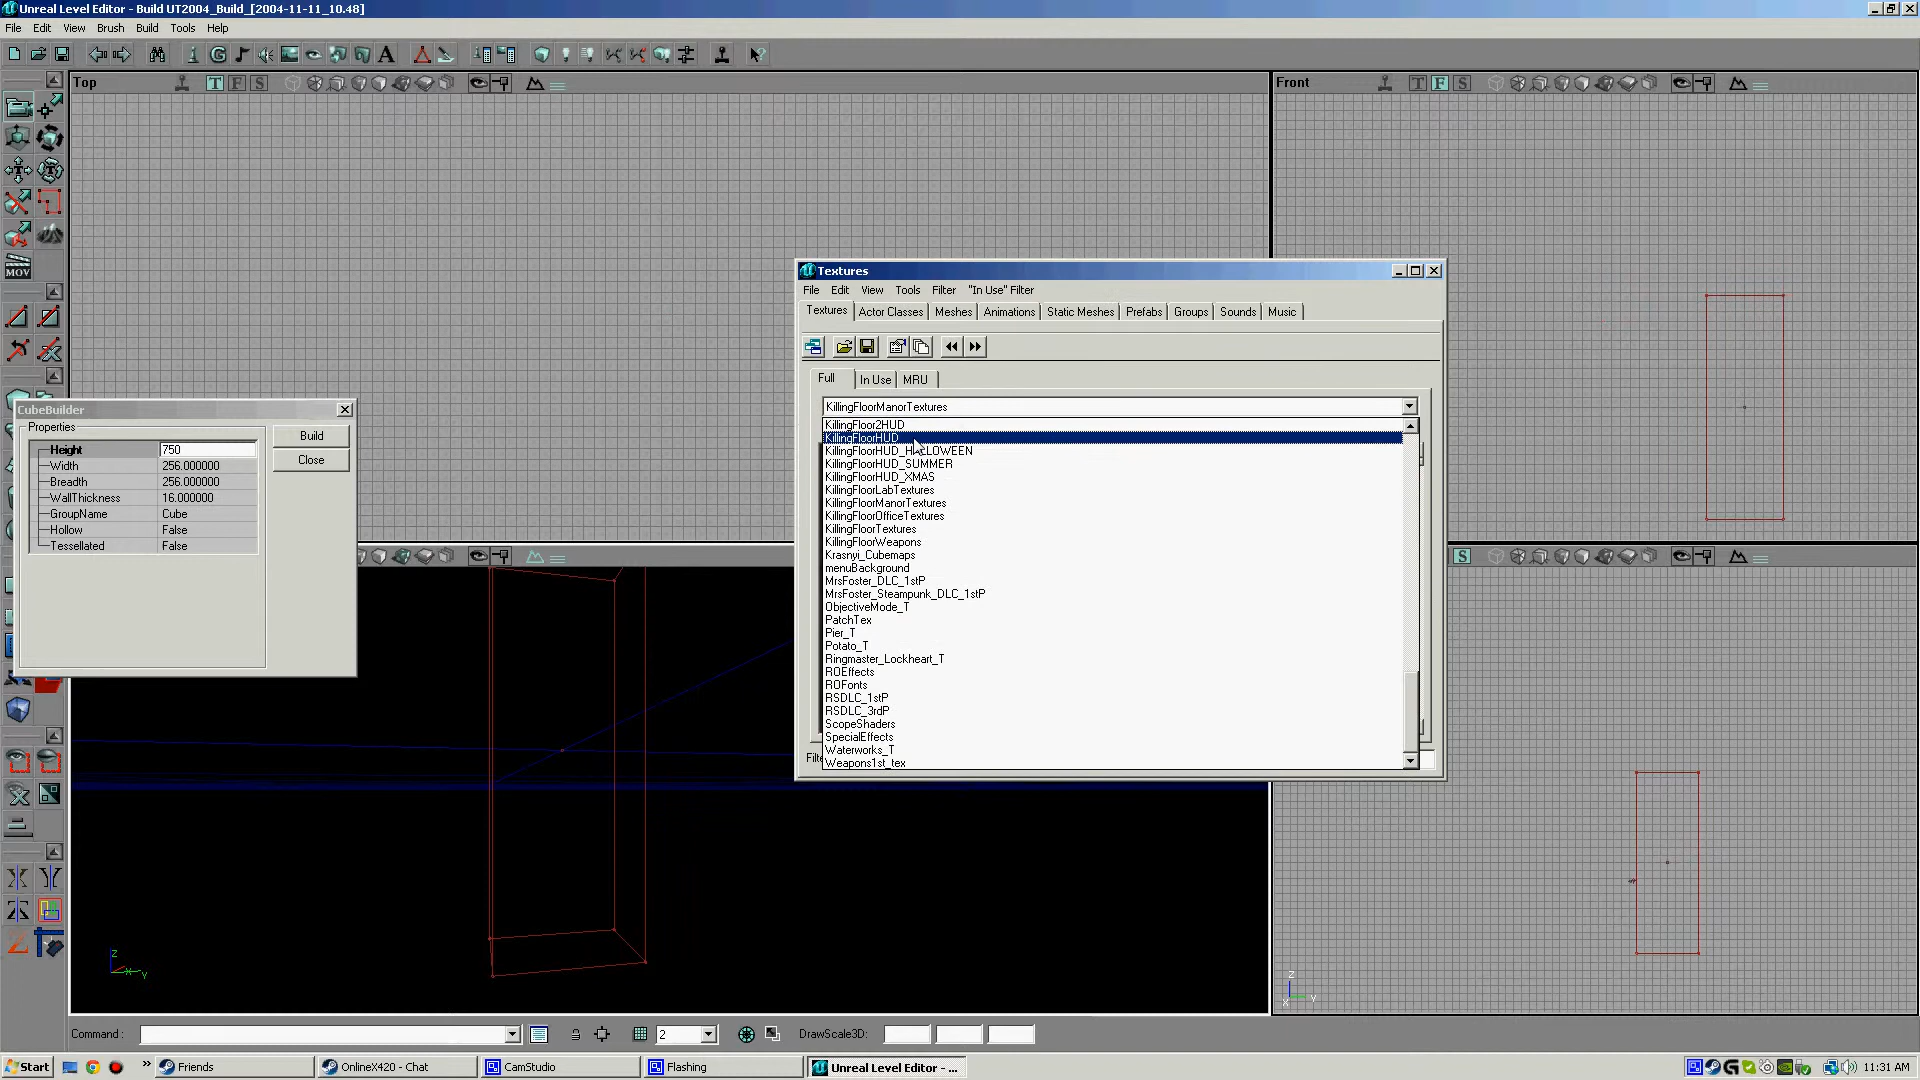 Unreal Level Editor - Build UT2004_Build_[2004-11-11_10.48]
File Edit View Brush Build Tools Help
Top T F S
Front T F S
MOV
Textures
File Edit View Tools Filter "In Use" Filter
Textures Actor Classes Meshes Animations Static Meshes Prefabs Groups Sounds Music
Full In Use MRU
KillingFloorManorTextures
KillingFloor2HUD
KillingFloorHUD
KillingFloorHUD_HALLOWEEN
KillingFloorHUD_SUMMER
KillingFloorHUD_XMAS
KillingFloorLabTextures
KillingFloorManorTextures
KillingFloorOfficeTextures
KillingFloorTextures
KillingFloorWeapons
Krasnyi_Cubemaps
menuBackground
MrsFoster_DLC_1stP
MrsFoster_Steampunk_DLC_1stP
ObjectiveMode_T
PatchTex
Pier_T
Potato_T
Ringmaster_Lockheart_T
ROEffects
ROFonts
RSDLC_1stP
RSDLC_3rdP
ScopeShaders
SpecialEffects
Waterworks_T
Weapons1st_tex
CubeBuilder
Properties
Height 750
Width 256.000000
Breadth 256.000000
WallThickness 16.000000
GroupName Cube
Hollow False
Tessellated False
Build
Close
S
Z
X Y
Z
X Y
Command : 2 DrawScale3D:
Start Friends OnlineX420 - Chat CamStudio Flashing Unreal Level Editor - ... 11:31 AM